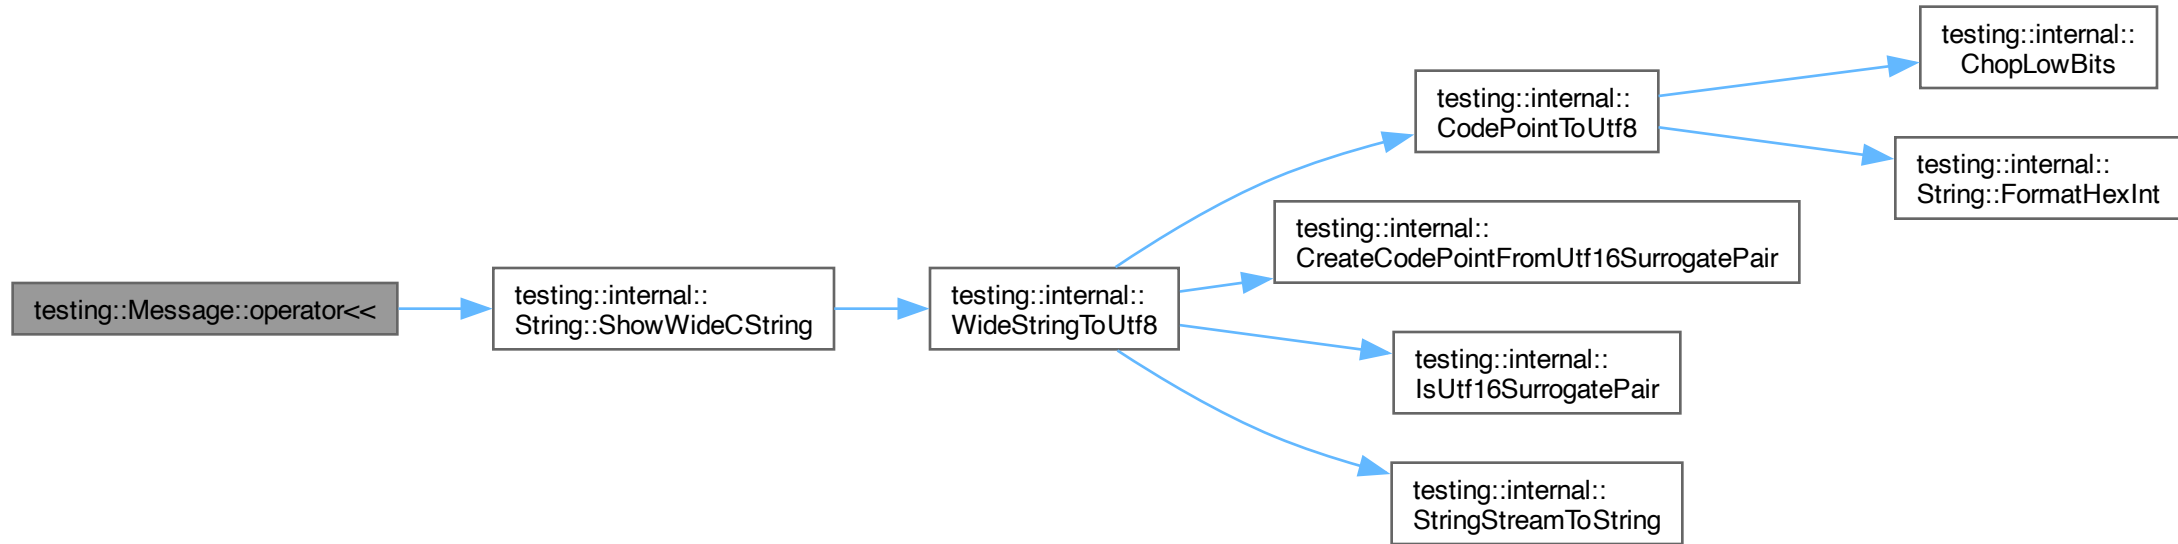 testing::Message::operator<<
testing::internal::
String::ShowWideCString
testing::internal::
WideStringToUtf8
testing::internal::
CodePointToUtf8
testing::internal::
ChopLowBits
testing::internal::
String::FormatHexInt
testing::internal::
CreateCodePointFromUtf16SurrogatePair
testing::internal::
IsUtf16SurrogatePair
testing::internal::
StringStreamToString